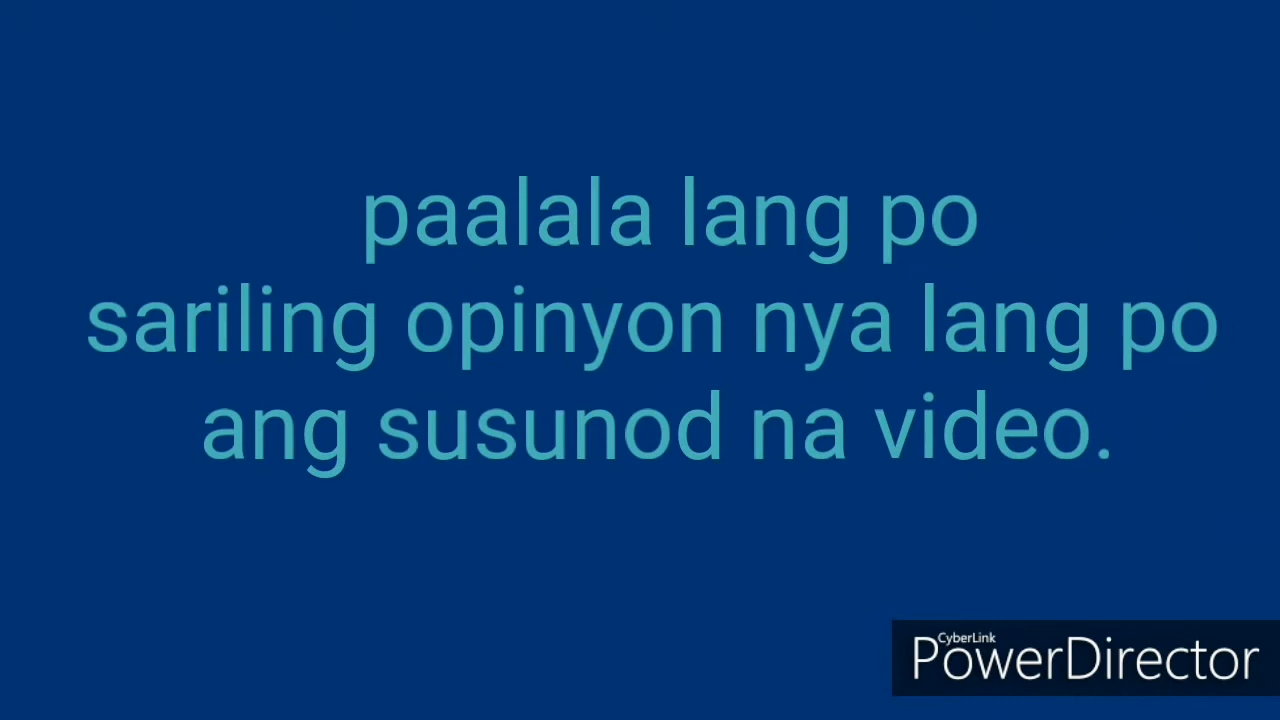 paalala lang po
sariling opinyon nya lang po
ang susunod na video.
CyberLink
PowerDirector